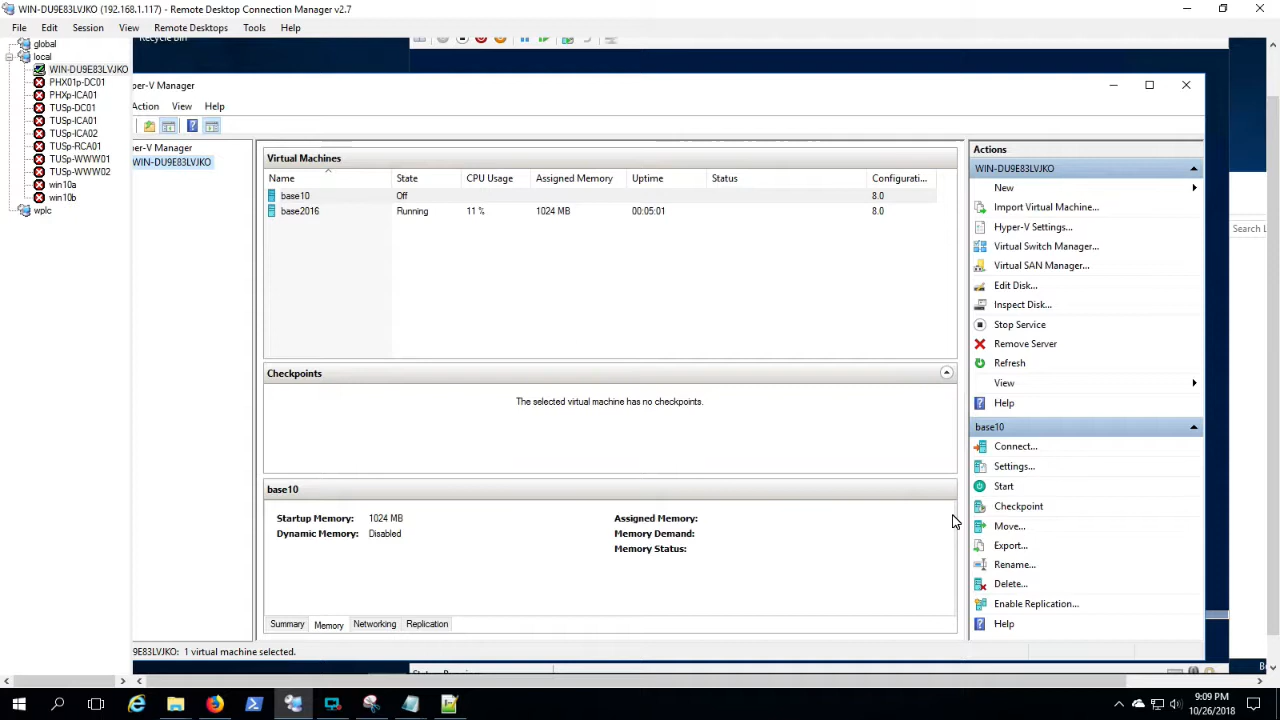 WIN-DU9E83LVJKO (192.168.1.117) - Remote Desktop Connection Manager v2.7
File Edit Session View Remote Desktops Tools Help
global
local
WIN-DU9E83LVJKO
PHX01p-DC01
PHXp-ICA01
TUSp-DC01
TUSp-ICA01
TUSp-ICA02
TUSp-RCA01
TUSp-WWW01
TUSp-WWW02
win10a
win10b
wplc
Recycle Bin
per-V Manager
Action View Help
per-V Manager
WIN-DU9E83LVJKO
Virtual Machines
Name State CPU Usage Assigned Memory Uptime Status Configurati...
base10 Off 8.0
base2016 Running 11 % 1024 MB 00:05:01 8.0
Checkpoints
The selected virtual machine has no checkpoints.
base10
Startup Memory: 1024 MB Assigned Memory:
Dynamic Memory: Disabled Memory Demand:
Memory Status:
Summary Memory Networking Replication
9E83LVJKO: 1 virtual machine selected.
Actions
WIN-DU9E83LVJKO
New
Import Virtual Machine...
Hyper-V Settings...
Virtual Switch Manager...
Virtual SAN Manager...
Edit Disk...
Inspect Disk...
Stop Service
Remove Server
Refresh
View
Help
base10
Connect...
Settings...
Start
Checkpoint
Move...
Export...
Rename...
Delete...
Enable Replication...
Help
Search L
9:09 PM
10/26/2018